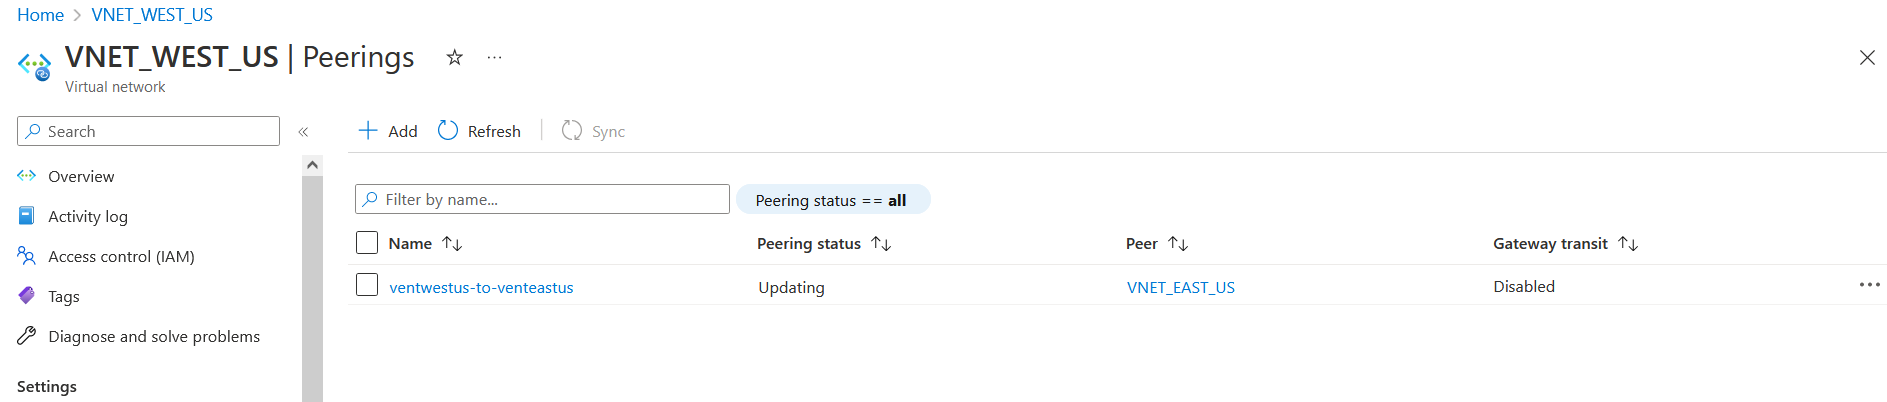 Home > VNET_WEST_US
VNET_WEST_US | Peerings ☆ ...
Virtual network
Search «
Add Refresh Sync
Overview
Activity log
Access control (IAM)
Tags
Diagnose and solve problems
Settings
Filter by name... Peering status == all
Name ↑↓ Peering status ↑↓ Peer ↑↓ Gateway transit ↑↓
ventwestus-to-venteastus Updating VNET_EAST_US Disabled ...